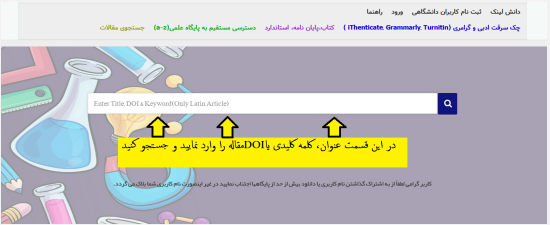 دانش لینک ثبت نام کاربران دانشگاهی ورود راهنما
چک سرقت ادبی و گرامری (iThenticate, Grammarly, Turnitin ) کتاب،پایان نامه، استاندارد دسترسی مستقیم به پایگاه علمی(a-z) جستجوی مقالات
Enter Title, DOI a Keyword(Only Latin Article)
در این قسمت عنوان، کلمه کلیدی یاDOIمقاله را وارد نمایید و جستجو کنید
کاربر گرامی لطفاً از به اشتراک گذاشتن نام کاربری یا دانلود بیش از حد از پایگاهها اجتناب نمایید در غیر اینصورت نام کاربری شما بلاک می گردد.